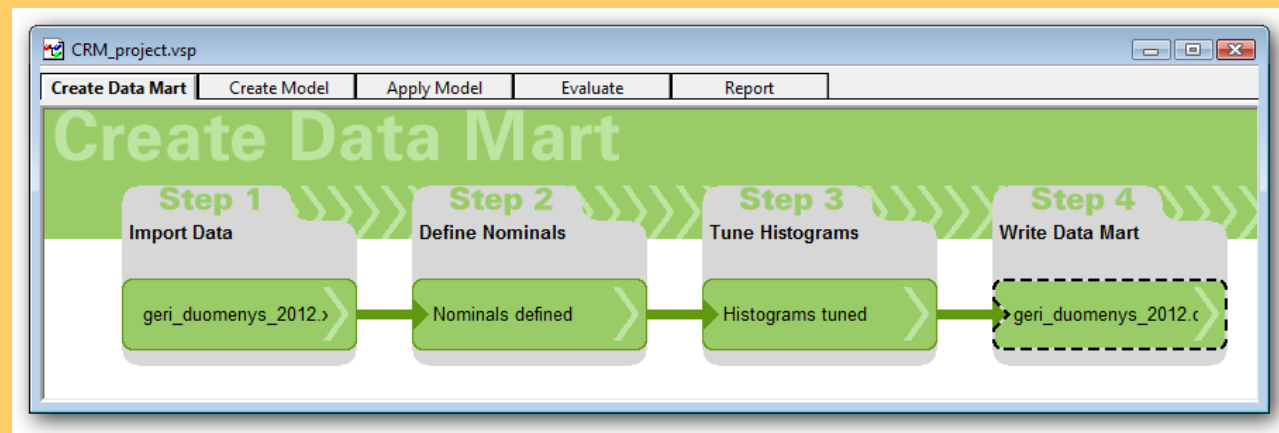 CRM_project.vsp
Create Data Mart Create Model Apply Model Evaluate Report
Create Data Mart
Step 1 Step 2 Step 3 Step 4
Import Data Define Nominals Tune Histograms Write Data Mart
geri_duomenys_2012. Nominals defined Histograms tuned geri_duomenys_2012.